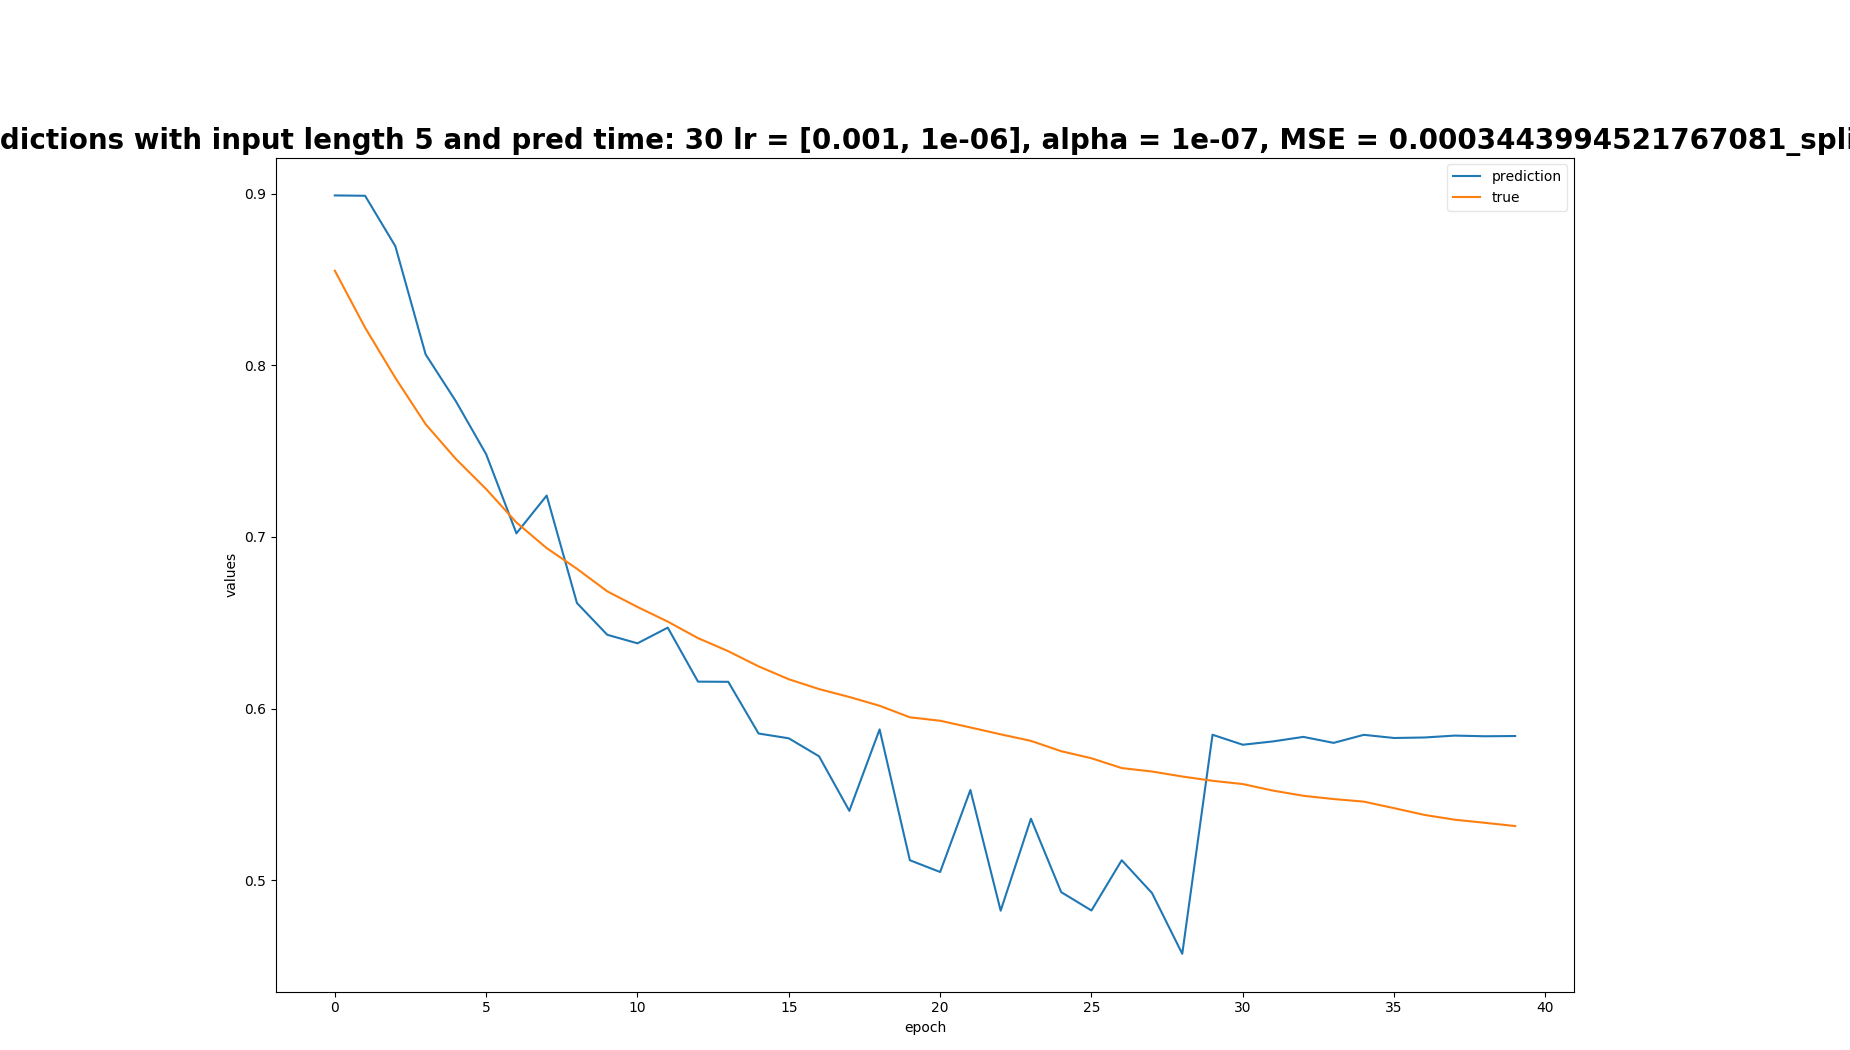 dictions with input length 5 and pred time: 30 lr = [0.001, 1e-06], alpha = 1e-07, MSE = 0.0003443994521767081_spli
prediction
true
0.9
0.8
0.7
0.6
0.5
values
0 5 10 15 20 25 30 35 40
epoch